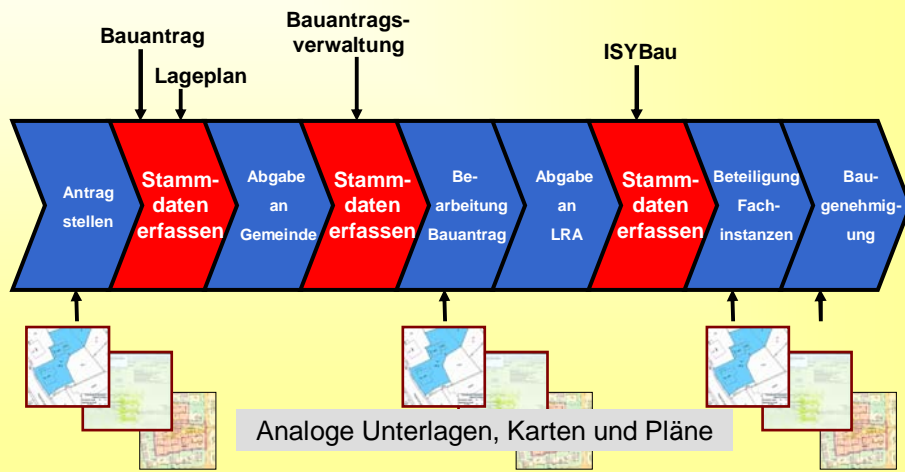 Bauantrag
Lageplan
Bauantrags-
verwaltung
ISYBau
Antrag
stellen
Stamm-
daten
erfassen
Abgabe
an
Gemeinde
Stamm-
daten
erfassen
Be-
arbeitung
Bauantrag
Abgabe
an
LRA
Stamm-
daten
erfassen
Beteiligung
Fach-
instanzen
Bau-
genehmig-
ung
Analoge Unterlagen, Karten und Pläne